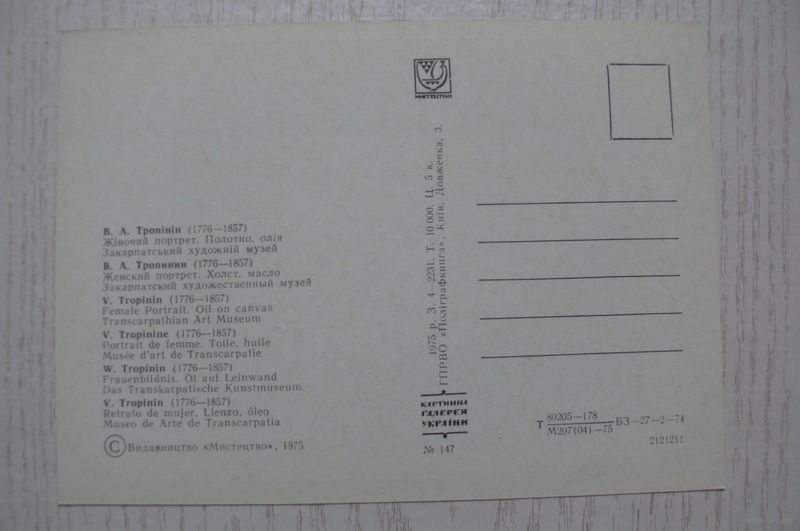 В. А. Тропінін (1776—1857)
Жіночий портрет. Полотно, олія
Закарпатський художній музей
В. А. Тропинин (1776—1857)
Женский портрет. Холст, масло
Закарпатский художественный музей
V. Tropinin (1776—1857)
Female Portrait. Oil on canvas
Transcarpathian Art Museum
V. Tropinine (1776—1857)
Portrait de femme. Toile, huile
Musée d'art de Transcarpatie
W. Tropinin (1776—1857)
Frauenbildnis. Öl auf Leinwand
Das Transkarpatische Kunstmuseum
V. Tropinin (1776—1857)
Retrato de mujer. Lienzo, óleo
Museo de Arte de Transcarpatia
© Видавництво «Мистецтво», 1975
МИСТЕЦТВО
1975 р. З. 4—2231. Т. 10 000. Ц. 5 к.
ГПРВО «Поліграфкнига», Київ, Довженка, 3.
КАРТИННА
ГАЛЕРЕЯ
УКРАЇНИ
№ 147
Т 80205—178 БЗ—27—2—74
М207(04)—75
2121211